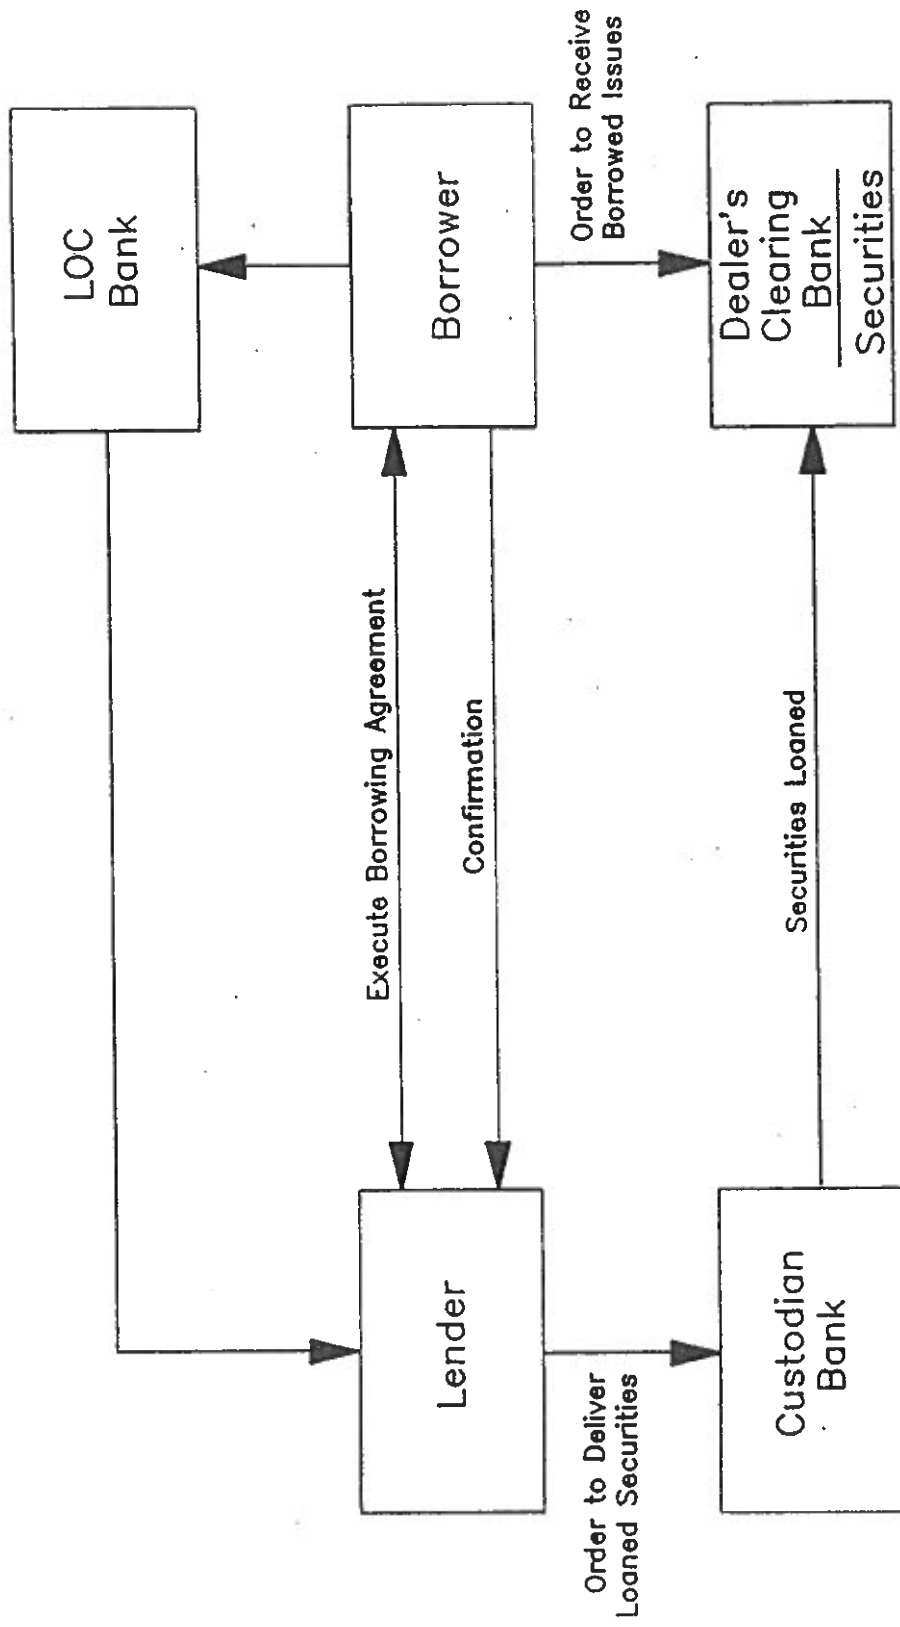 LOC
Bank
Execute Borrowing Agreement
Lender
Borrower
Confirmation
Order to Deliver
Loaned Securities
Order to Receive
Borrowed Issues
Custodian
Bank
Securities Loaned
Dealer's
Clearing
Bank
Securities